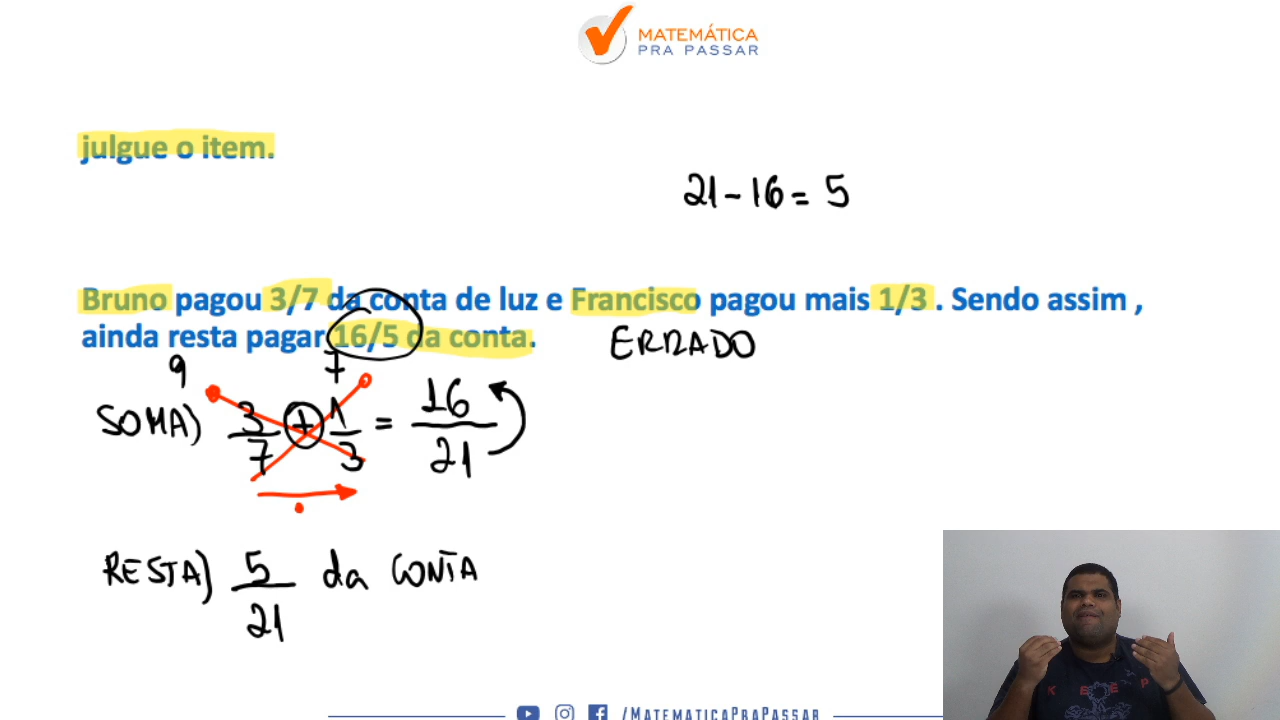 MATEMÁTICA
PRA PASSAR
julgue o item.
21 - 16 = 5
Bruno pagou 3/7 da conta de luz e Francisco pagou mais 1/3 . Sendo assim ,
ainda resta pagar 16/5 da conta.
ERRADO
9 7
SOMA) 3/7 + 1/3 = 16/21
RESTA) 5/21 da CONTA
KEEP
/MATEMATICAPRAPASSAR